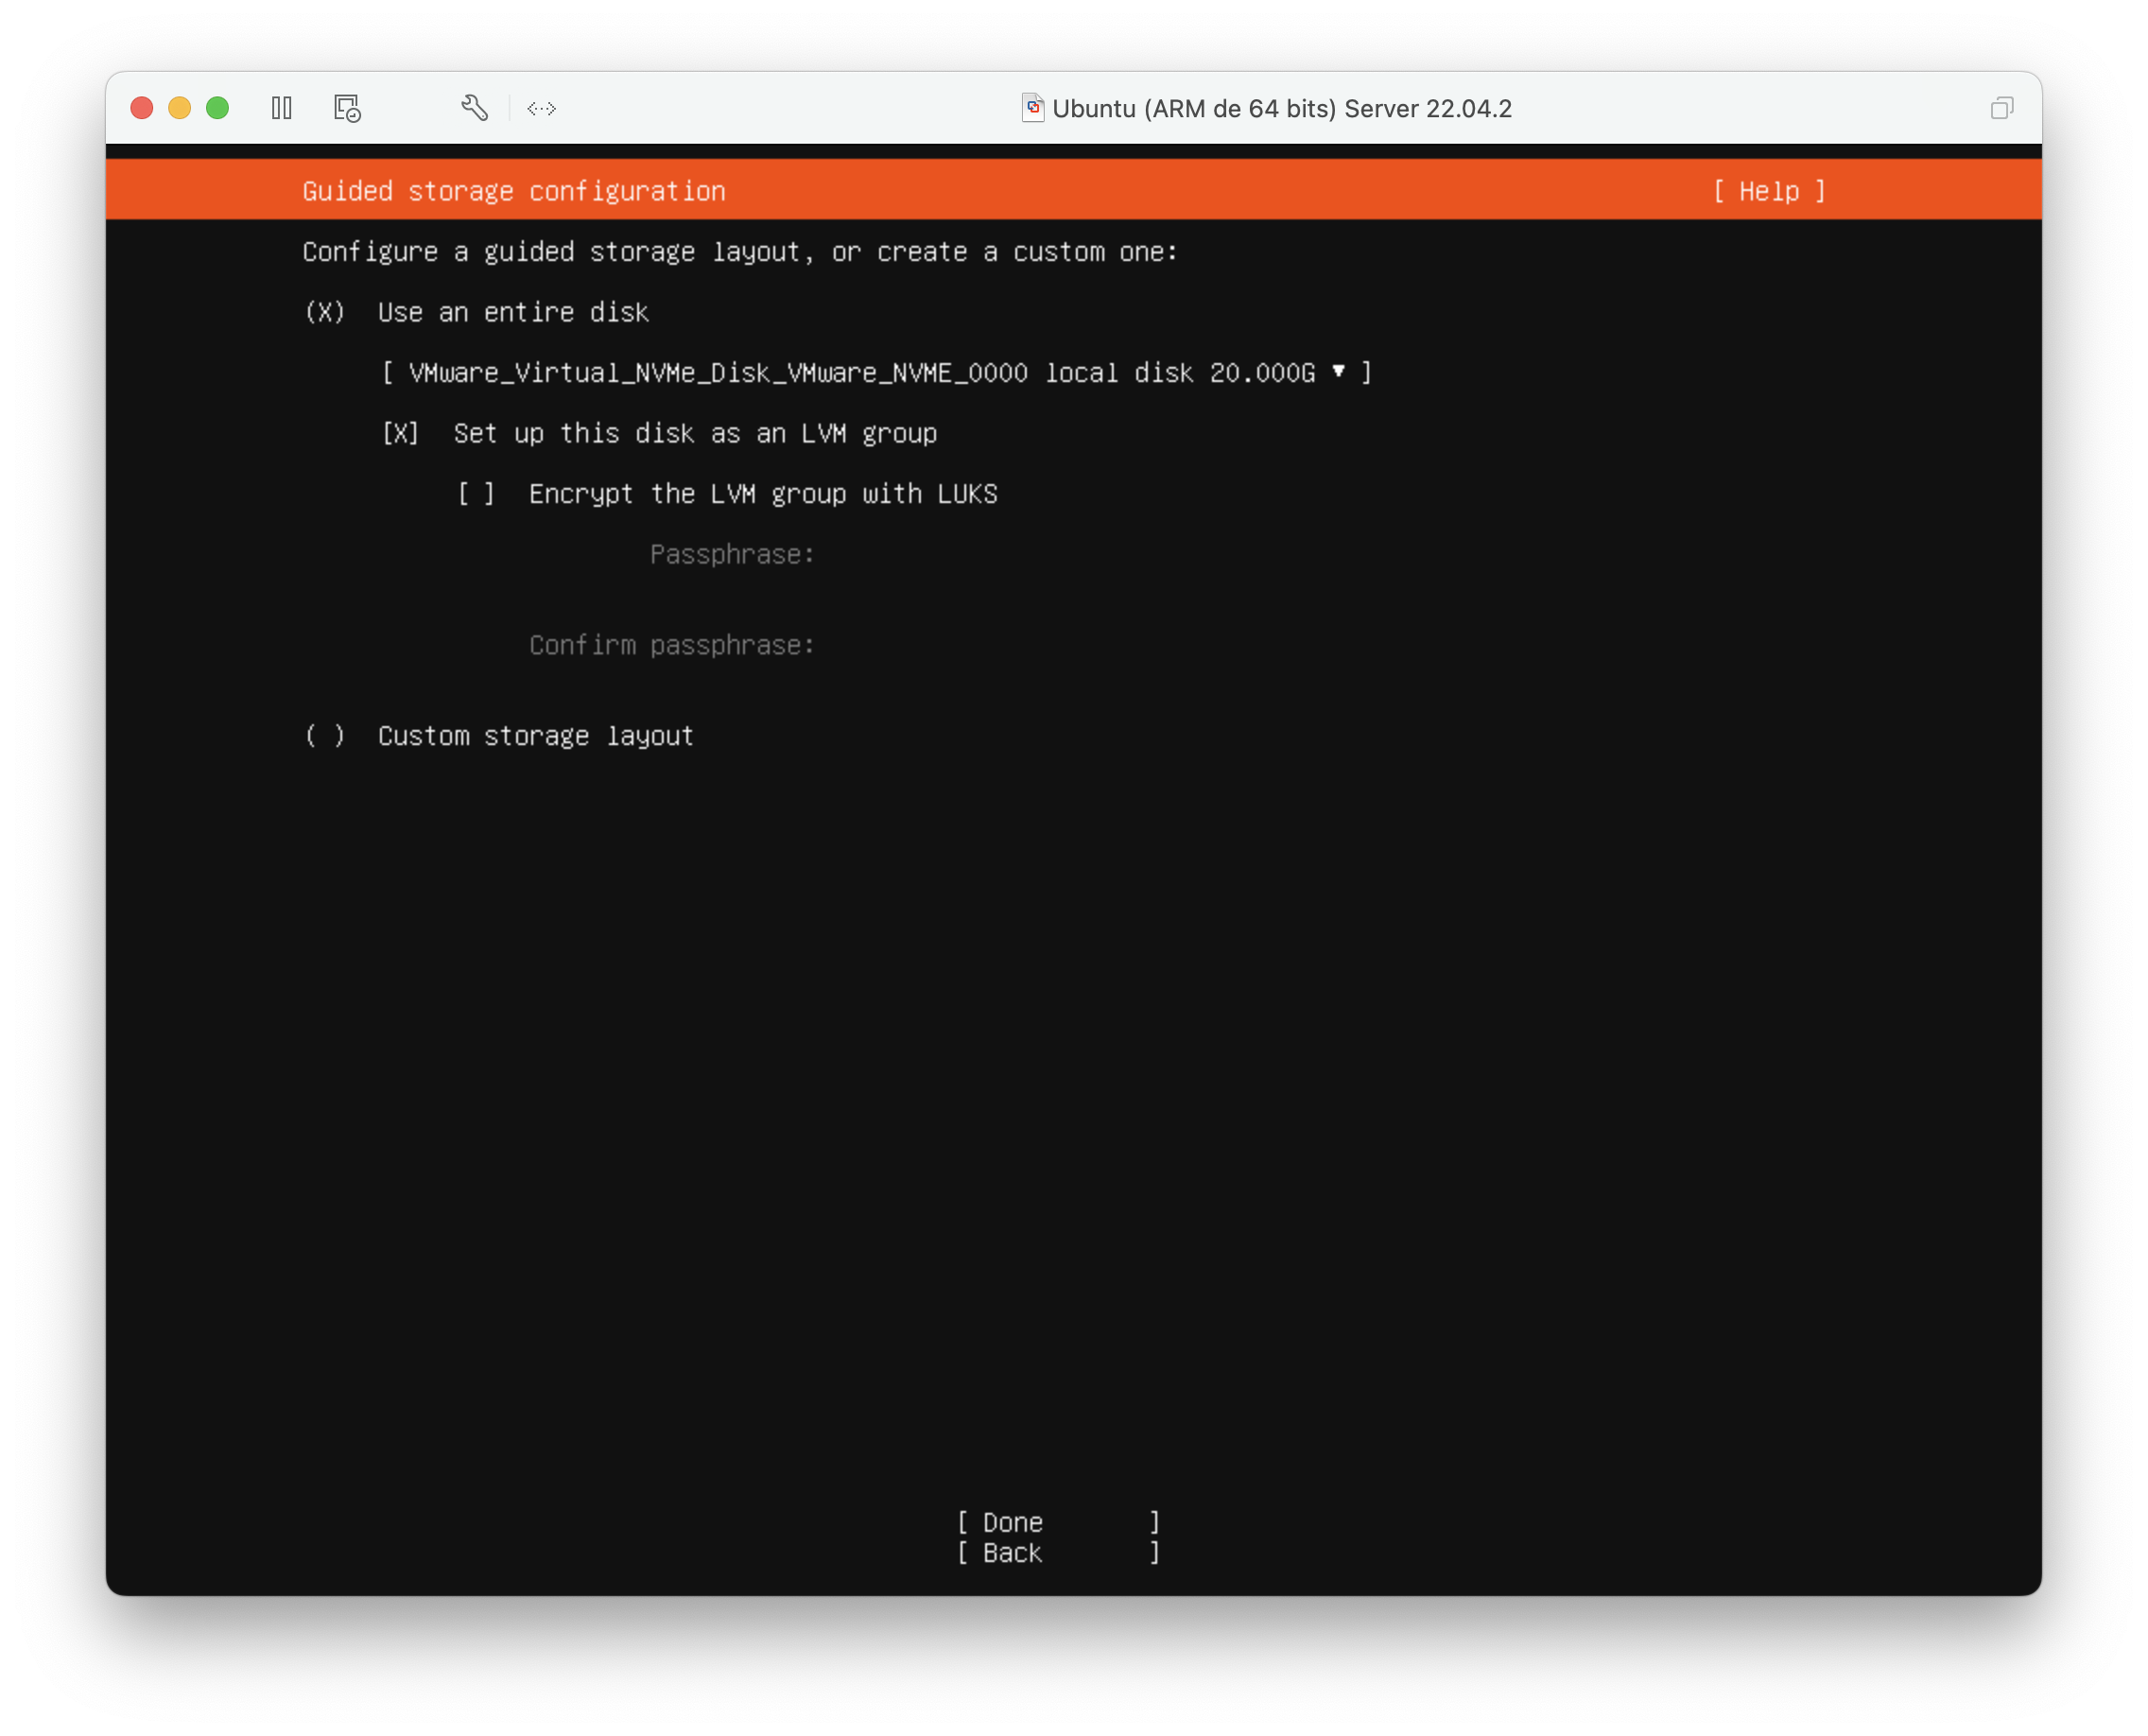 Ubuntu (ARM de 64 bits) Server 22.04.2
Guided storage configuration [ Help ]
Configure a guided storage layout, or create a custom one:
(X) Use an entire disk
[ VMware_Virtual_NVMe_Disk_VMware_NVME_0000 local disk 20.000G ▾ ]
[X] Set up this disk as an LVM group
[ ] Encrypt the LVM group with LUKS
Passphrase:
Confirm passphrase:
( ) Custom storage layout
[ Done ]
[ Back ]